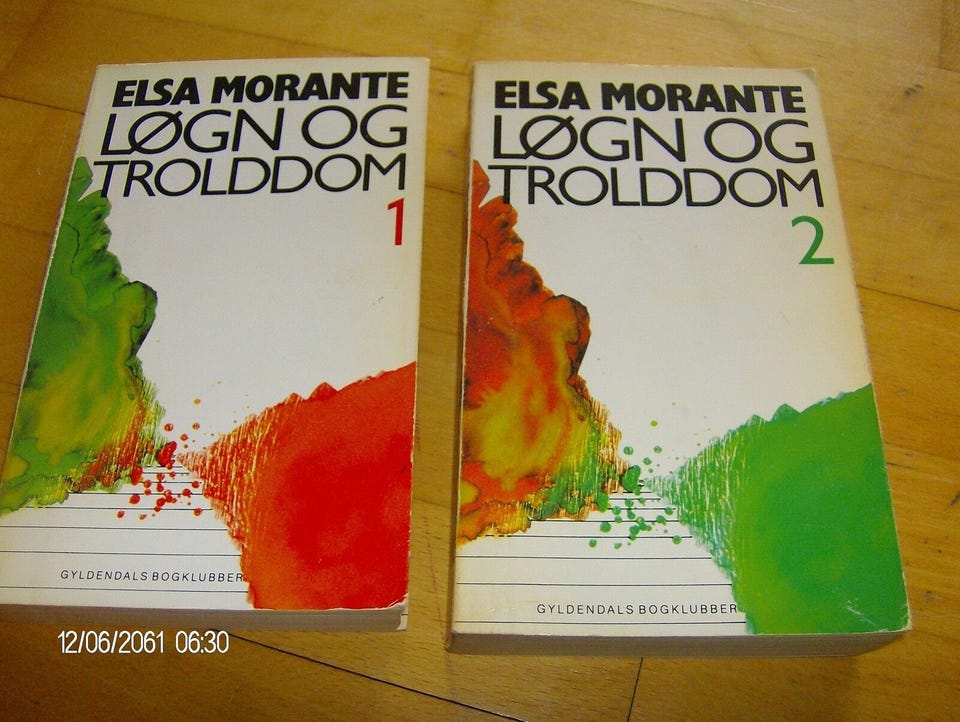 ELSA MORANTE
LØGN OG
TROLDDOM
1
GYLDENDALS BOGKLUBBER
ELSA MORANTE
LØGN OG
TROLDDOM
2
GYLDENDALS BOGKLUBBER
12/06/2061 06:30